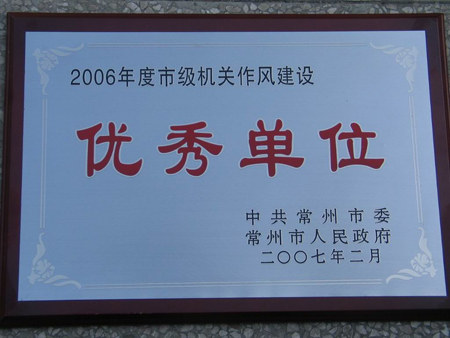 2006年度市级机关作风建设
优秀单位
中共常州市委
常州市人民政府
二〇〇七年二月